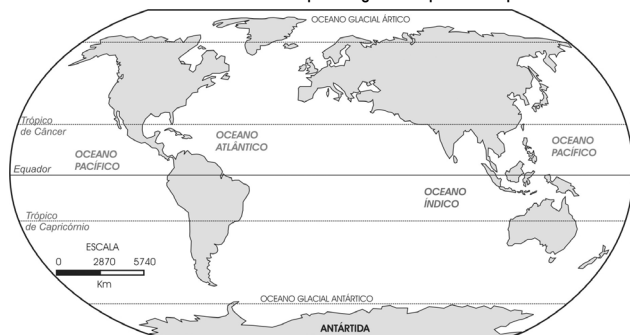 OCEANO GLACIAL ÁRTICO
Trópico
de Câncer
OCEANO
ATLÂNTICO
OCEANO
PACÍFICO
OCEANO
PACÍFICO
Equador
OCEANO
ÍNDICO
Trópico
de Capricórnio
ESCALA
0 2870 5740
Km
OCEANO GLACIAL ANTÁRTICO
ANTÁRTIDA